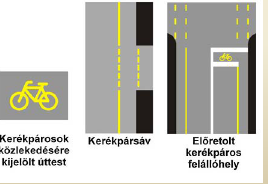 Kerékpárosok
közlekedésére
kijelölt úttest
Kerékpársáv
Előretolt
kerékpáros
felállóhely